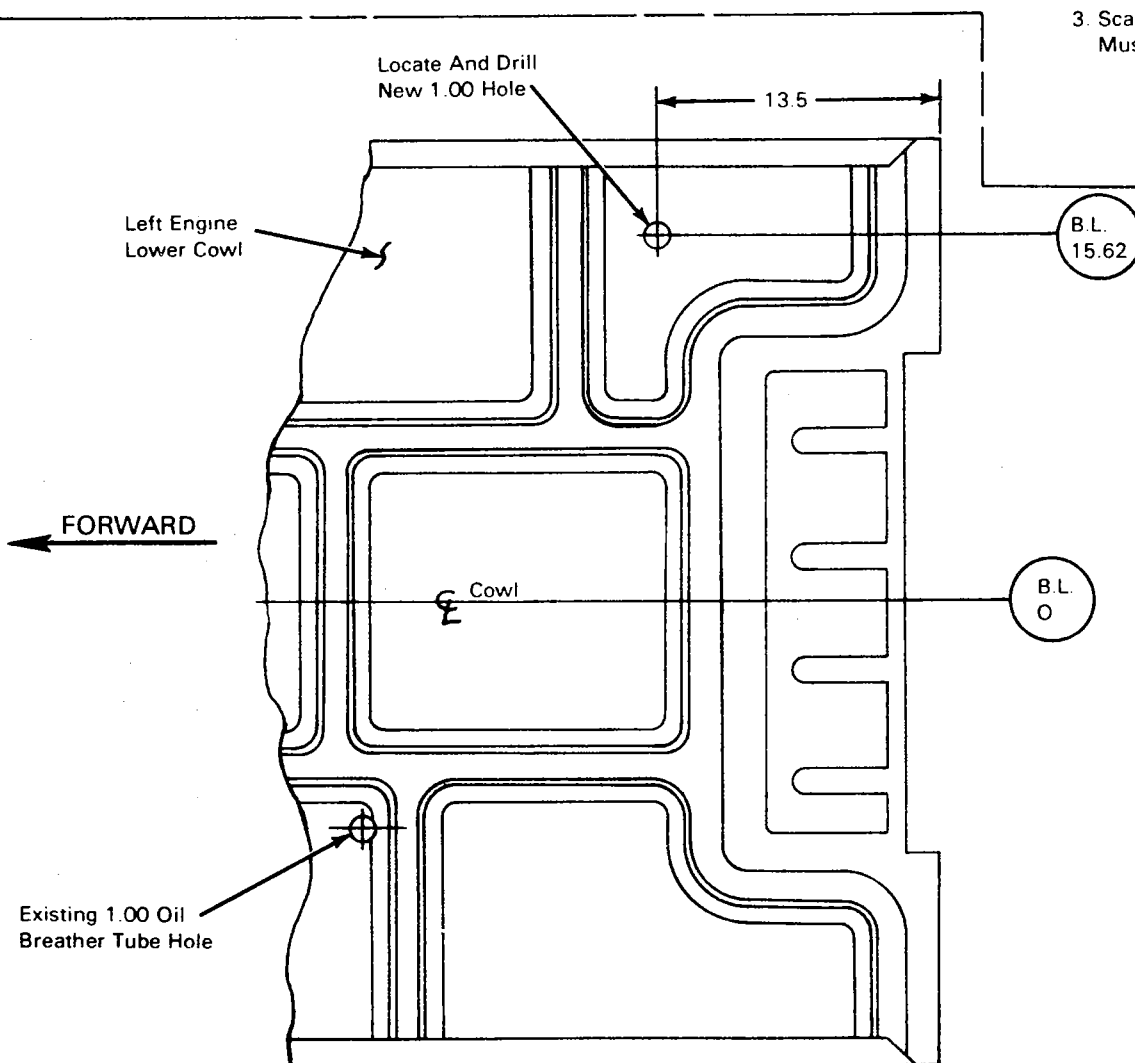 3. Sca
Mus
Locate And Drill
New 1.00 Hole
13.5
Left Engine
Lower Cowl
B.L.
15.62
FORWARD
℄ Cowl
B.L.
O
Existing 1.00 Oil
Breather Tube Hole